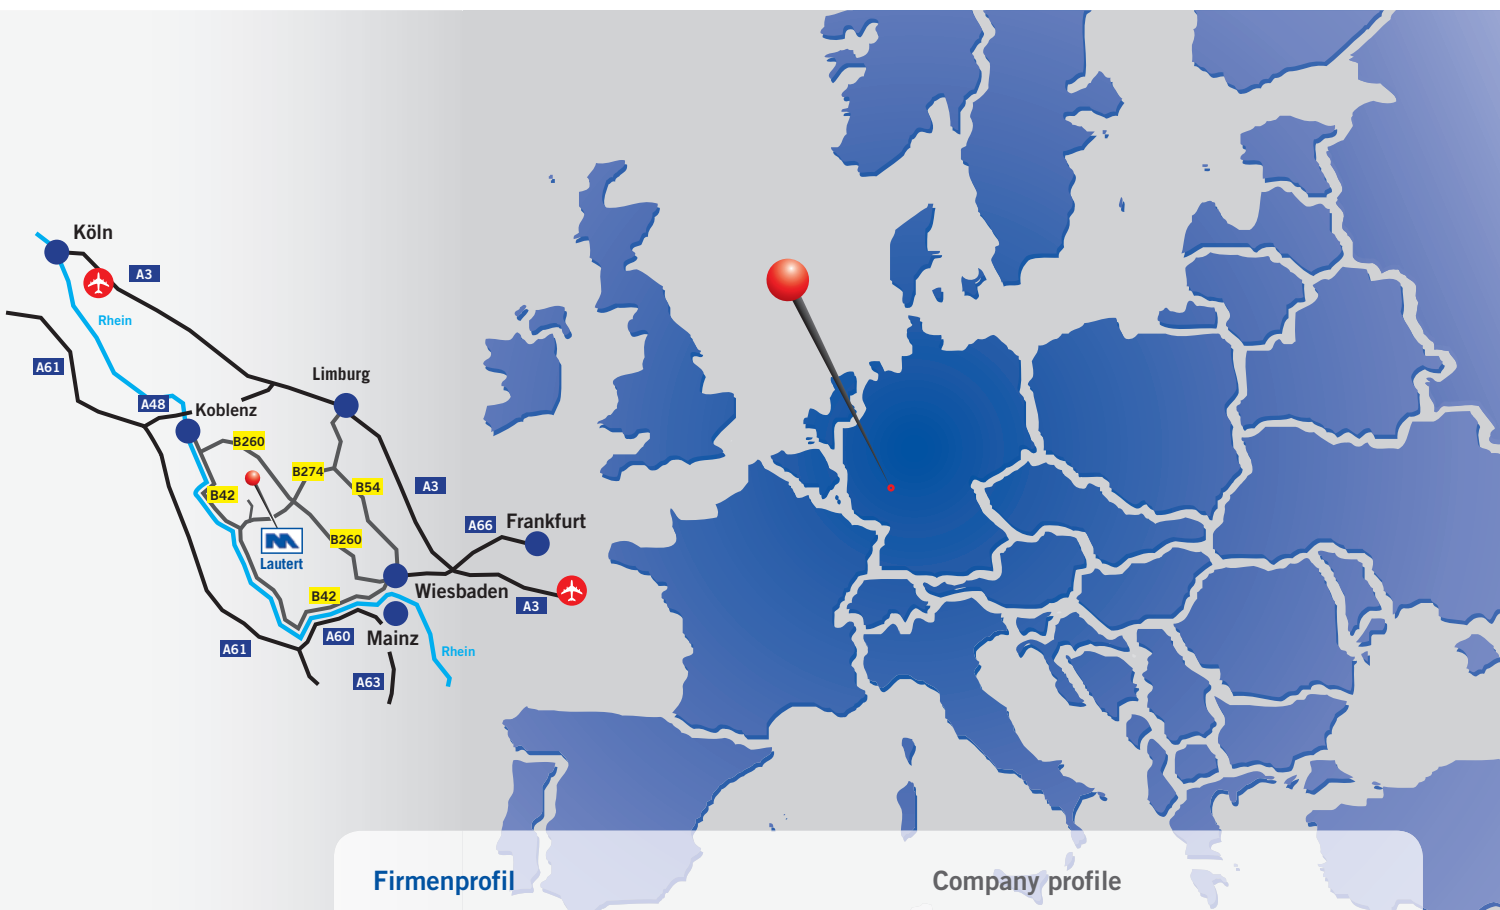 Köln
A3
Rhein
A61
Limburg
A48
Koblenz
B260
B274
B54
A3
B42
A66
Frankfurt
B260
Lautert
Wiesbaden
B42
A3
A60
Mainz
A61
Rhein
A63
Firmenprofil
Company profile